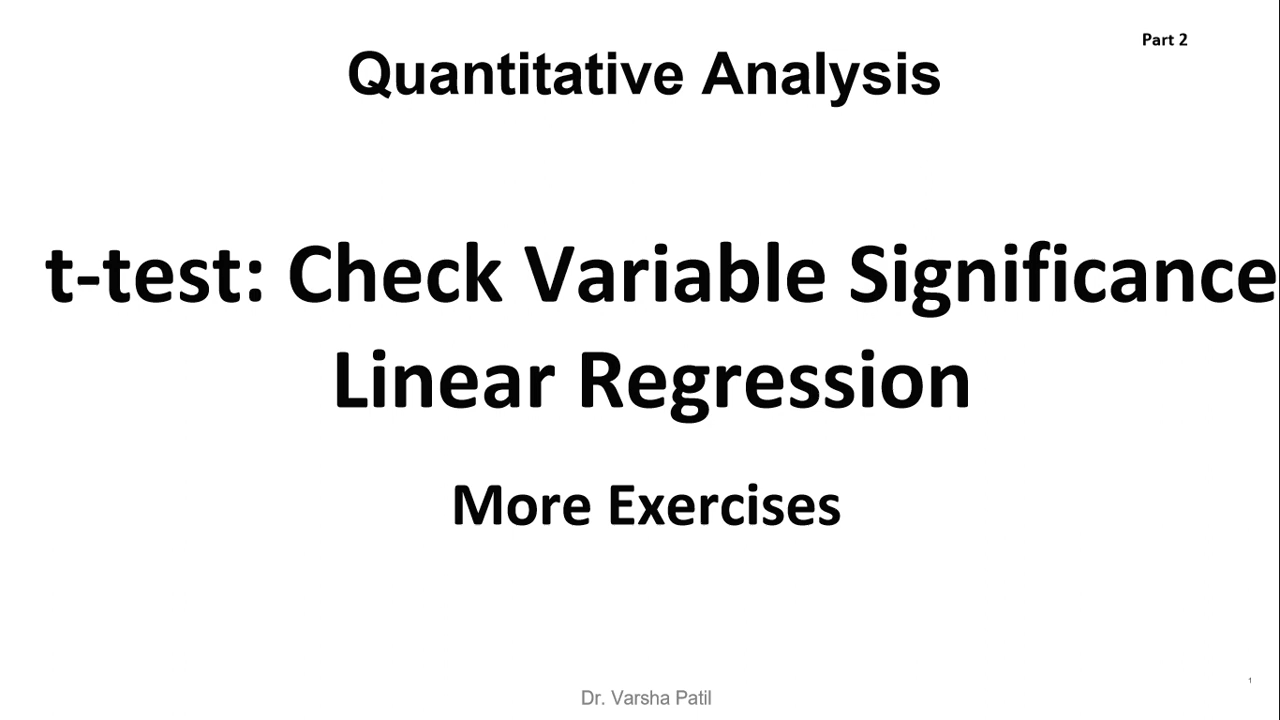 Part 2
Quantitative Analysis
t-test: Check Variable Significance
Linear Regression
More Exercises
1
Dr. Varsha Patil